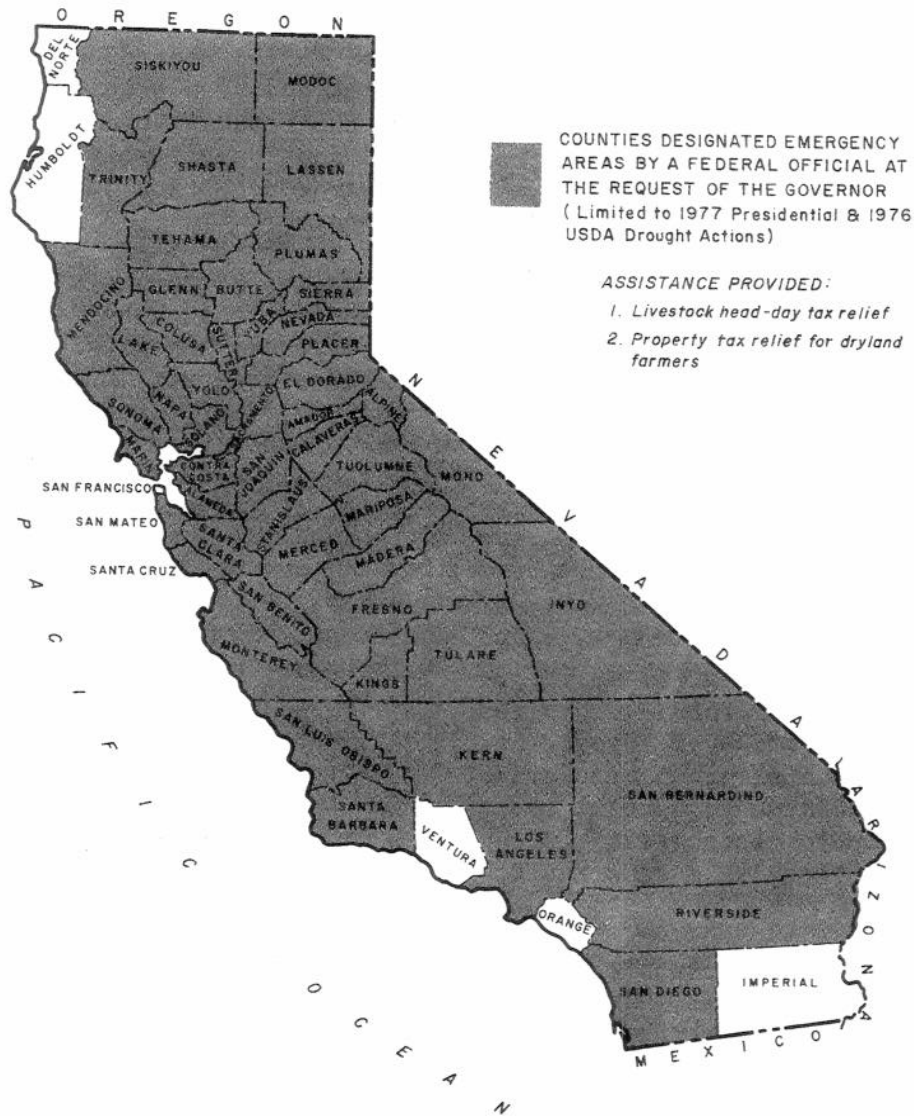 OREGON
DEL
NORTE
SISKIYOU
MODOC
HUMBOLDT
TRINITY
SHASTA
LASSEN
COUNTIES DESIGNATED EMERGENCY
AREAS BY A FEDERAL OFFICIAL AT
THE REQUEST OF THE GOVERNOR
( Limited to 1977 Presidential & 1976
USDA Drought Actions)
ASSISTANCE PROVIDED:
1. Livestock head-day tax relief
2. Property tax relief for dryland
farmers
TEHAMA
PLUMAS
MENDOCINO
GLENN
BUTTE
SIERRA
LAKE
COLUSA
SUTTER
YUBA
NEVADA
PLACER
SONOMA
NAPA
YOLO
SOLANO
SACRAMENTO
EL DORADO
ALPINE
AMADOR
CALAVERAS
MARIN
CONTRA
COSTA
SAN
JOAQUIN
TUOLUMNE
MONO
NEVADA
SAN FRANCISCO
ALAMEDA
STANISLAUS
MARIPOSA
SAN MATEO
SANTA
CLARA
MERCED
MADERA
SANTA CRUZ
SAN BENITO
FRESNO
INYO
MONTEREY
KINGS
TULARE
PACIFIC
OCEAN
SAN LUIS OBISPO
KERN
SAN BERNARDINO
SANTA
BARBARA
VENTURA
LOS
ANGELES
ARIZONA
ORANGE
RIVERSIDE
SAN DIEGO
IMPERIAL
MEXICO